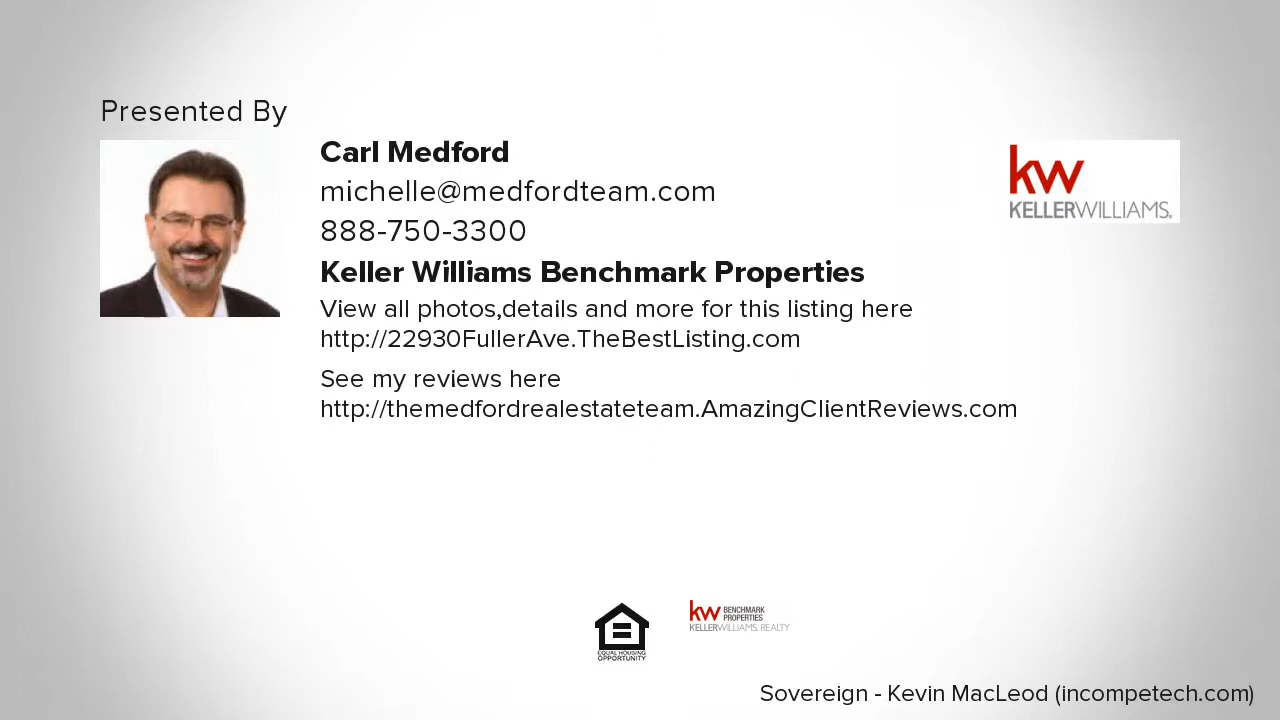 Presented By
Carl Medford
michelle@medfordteam.com
888-750-3300
Keller Williams Benchmark Properties
View all photos,details and more for this listing here
http://22930FullerAve.TheBestListing.com
See my reviews here
http://themedfordrealestateteam.AmazingClientReviews.com
kw
KELLERWILLIAMS.
EQUAL HOUSING
OPPORTUNITY
kw BENCHMARK
PROPERTIES
KELLERWILLIAMS. REALTY
Sovereign - Kevin MacLeod (incompetech.com)